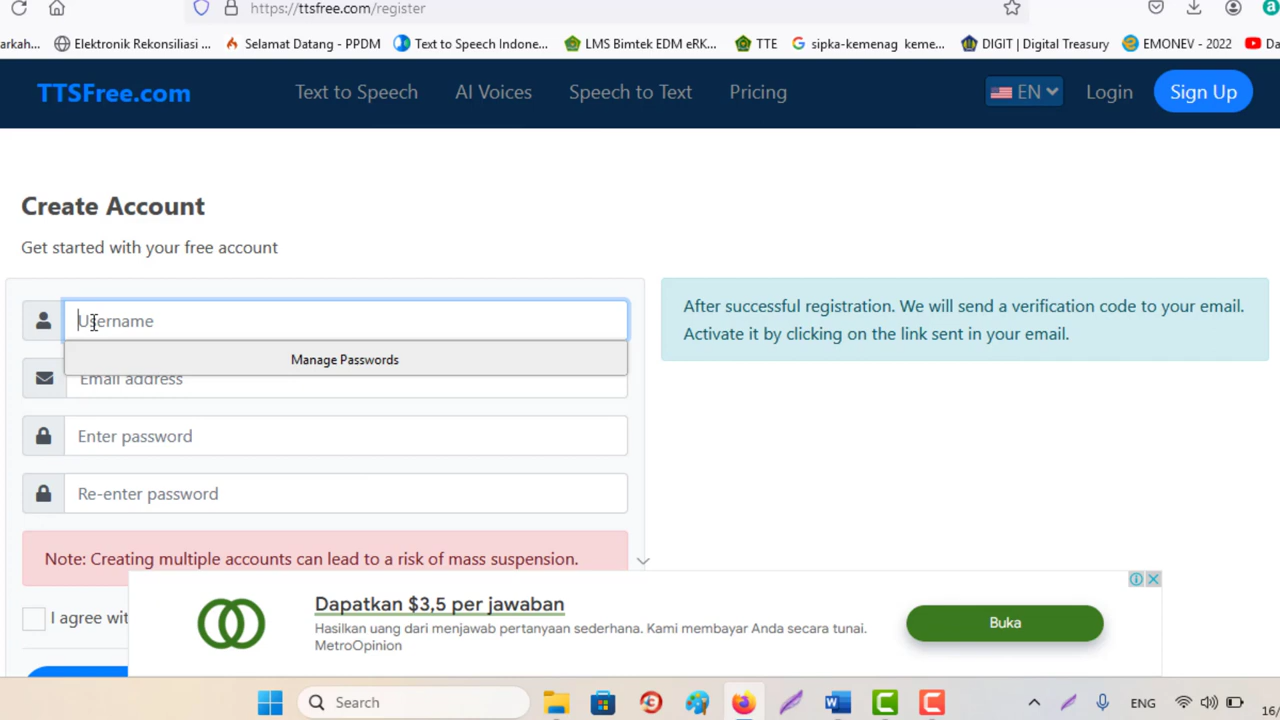 https://ttsfree.com/register
arkah... Elektronik Rekonsiliasi ... Selamat Datang - PPDM Text to Speech Indone... LMS Bimtek EDM eRK... TTE sipka-kemenag keme... DIGIT | Digital Treasury EMONEV - 2022 Da
TTSFree.com Text to Speech AI Voices Speech to Text Pricing EN Login Sign Up
Create Account
Get started with your free account
Username
Manage Passwords
Email address
Enter password
Re-enter password
Note: Creating multiple accounts can lead to a risk of mass suspension.
I agree wit
After successful registration. We will send a verification code to your email.
Activate it by clicking on the link sent in your email.
Dapatkan $3,5 per jawaban
Hasilkan uang dari menjawab pertanyaan sederhana. Kami membayar Anda secara tunai.
MetroOpinion
Buka
Search
ENG
16/